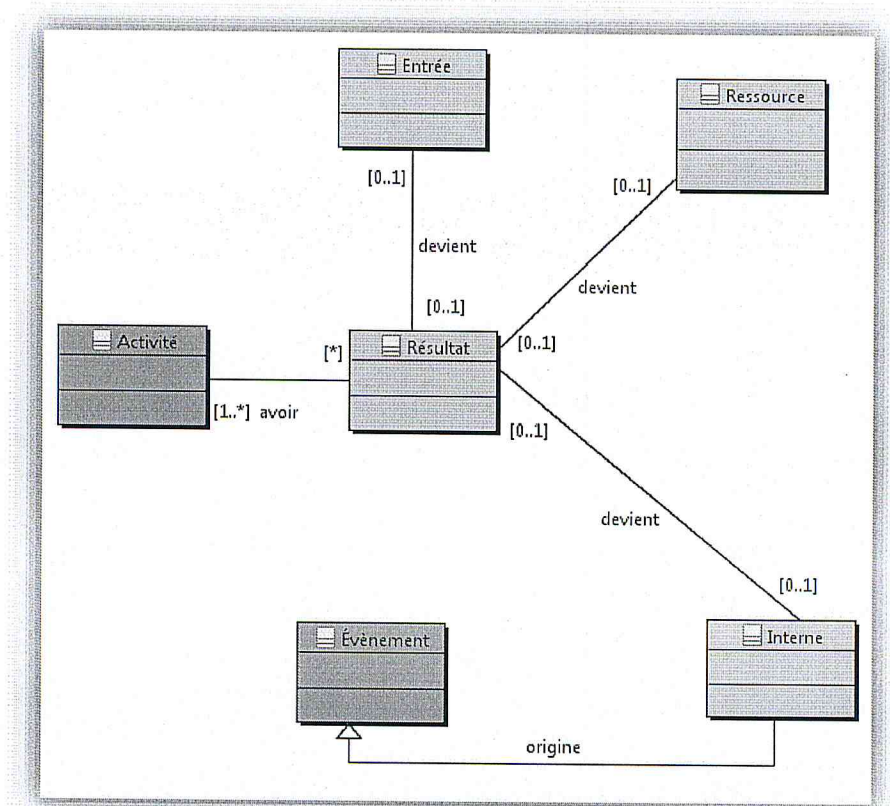 Entrée
Ressource
[0..1]
[0..1]
devient
devient
[0..1]
Activité
[*]
Résultat
[0..1]
[1..*] avoir
[0..1]
devient
[0..1]
Évènement
Interne
origine